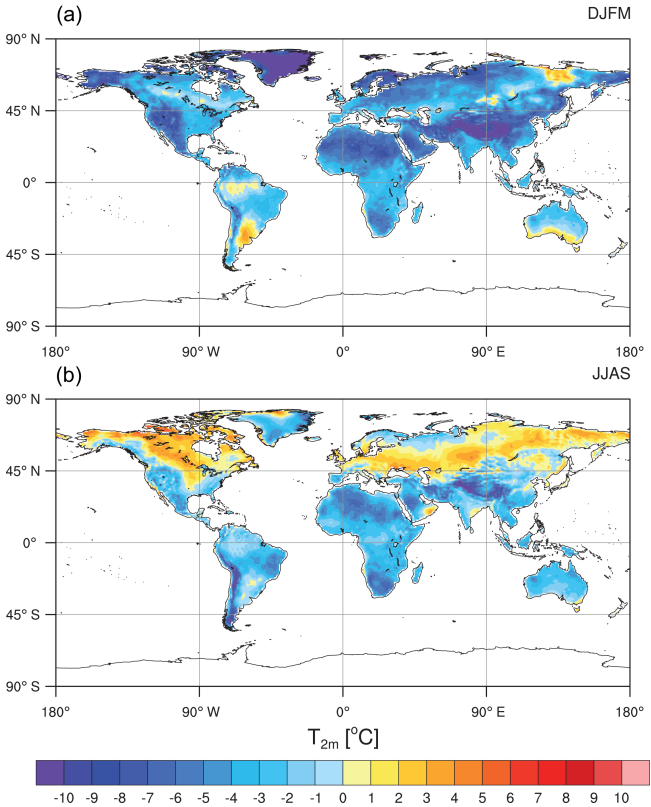 (a)
DJFM
90° N
45° N
0°
45° S
90° S
180° 90° W 0° 90° E 180°
(b)
JJAS
90° N
45° N
0°
45° S
90° S
180° 90° W 0° 90° E 180°
T2m [°C]
-10 -9 -8 -7 -6 -5 -4 -3 -2 -1 0 1 2 3 4 5 6 7 8 9 10